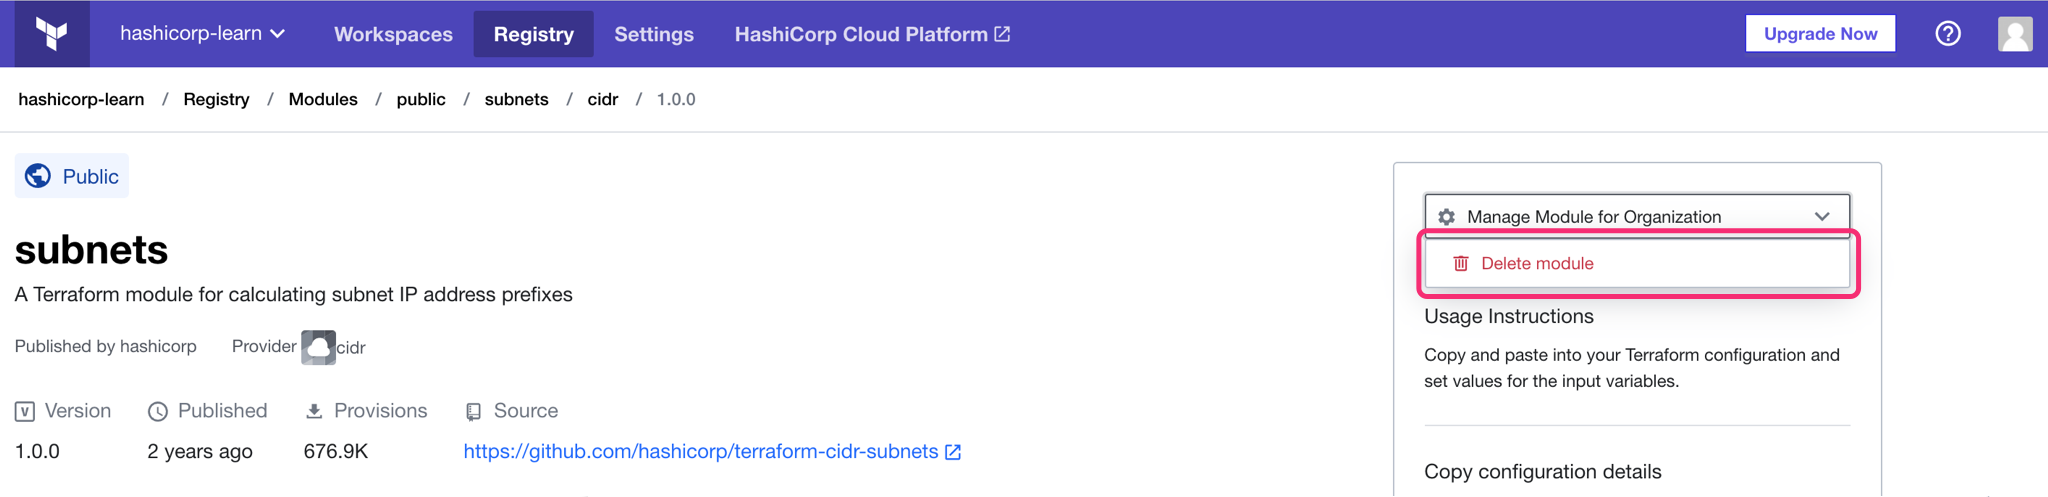 hashicorp-learn Workspaces Registry Settings HashiCorp Cloud Platform Upgrade Now
hashicorp-learn / Registry / Modules / public / subnets / cidr / 1.0.0
Public
subnets
A Terraform module for calculating subnet IP address prefixes
Published by hashicorp Provider cidr
Version Published Provisions Source
1.0.0 2 years ago 676.9K https://github.com/hashicorp/terraform-cidr-subnets
Manage Module for Organization
Delete module
Usage Instructions
Copy and paste into your Terraform configuration and
set values for the input variables.
Copy configuration details